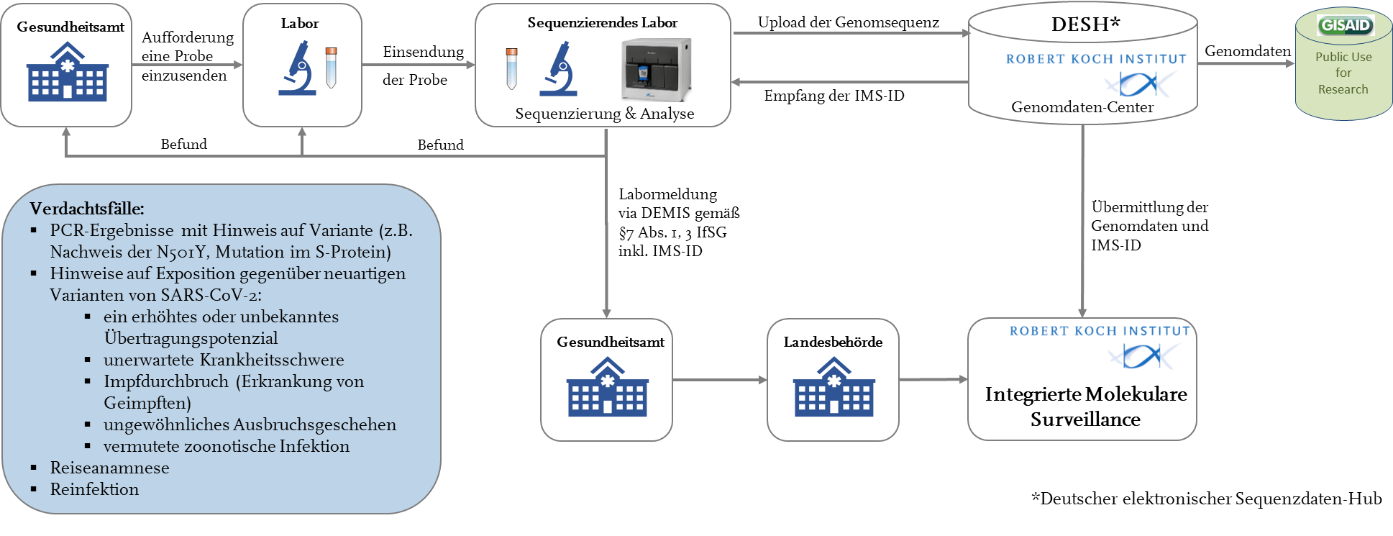 Gesundheitsamt
Aufforderung
eine Probe
einzusenden
Labor
Einsendung
der Probe
Sequenzierendes Labor
Sequenzierung & Analyse
Upload der Genomsequenz
Empfang der IMS-ID
DESH*
ROBERT KOCH INSTITUT
Genomdaten-Center
Genomdaten
GISAID
Public Use
for
Research
Befund
Befund
Verdachtsfälle:
▪ PCR-Ergebnisse mit Hinweis auf Variante (z.B.
Nachweis der N501Y, Mutation im S-Protein)
▪ Hinweise auf Exposition gegenüber neuartigen
Varianten von SARS-CoV-2:
▪ ein erhöhtes oder unbekanntes
Übertragungspotenzial
▪ unerwartete Krankheitsschwere
▪ Impfdurchbruch (Erkrankung von
Geimpften)
▪ ungewöhnliches Ausbruchsgeschehen
▪ vermutete zoonotische Infektion
▪ Reiseanamnese
▪ Reinfektion
Labormeldung
via DEMIS gemäß
§7 Abs. 1, 3 IfSG
inkl. IMS-ID
Übermittlung der
Genomdaten und
IMS-ID
Gesundheitsamt
Landesbehörde
ROBERT KOCH INSTITUT
Integrierte Molekulare
Surveillance
*Deutscher elektronischer Sequenzdaten-Hub